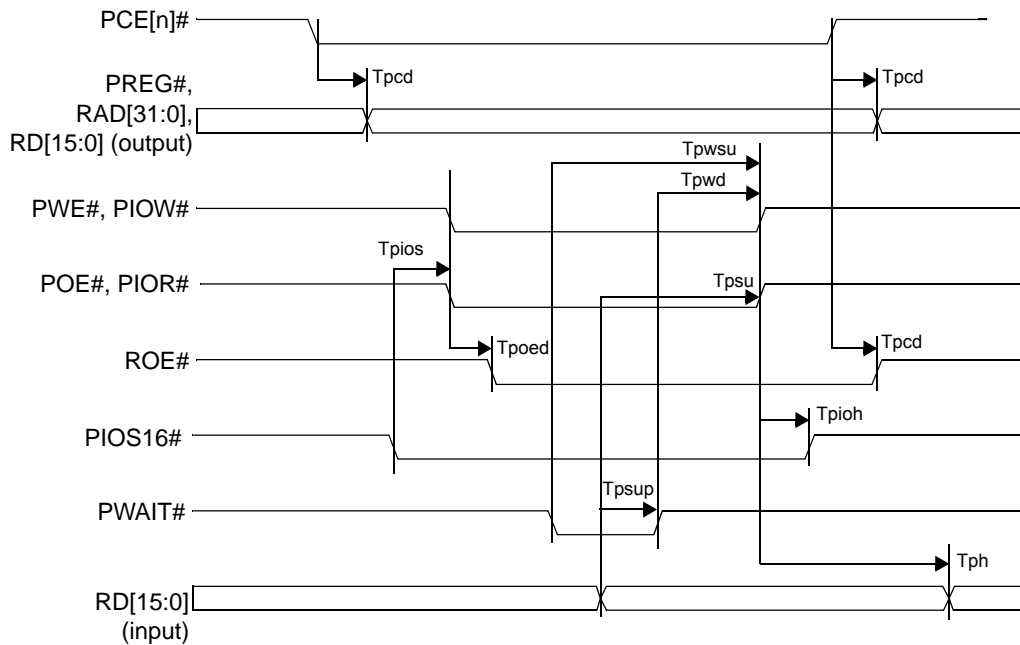 PCE[n]#
Tpcd
Tpcd
PREG#,
RAD[31:0],
RD[15:0] (output)
Tpwsu
Tpwd
PWE#, PIOW#
Tpios
POE#, PIOR#
Tpsu
Tpoed
Tpcd
ROE#
Tpioh
PIOS16#
Tpsup
PWAIT#
Tph
RD[15:0]
(input)